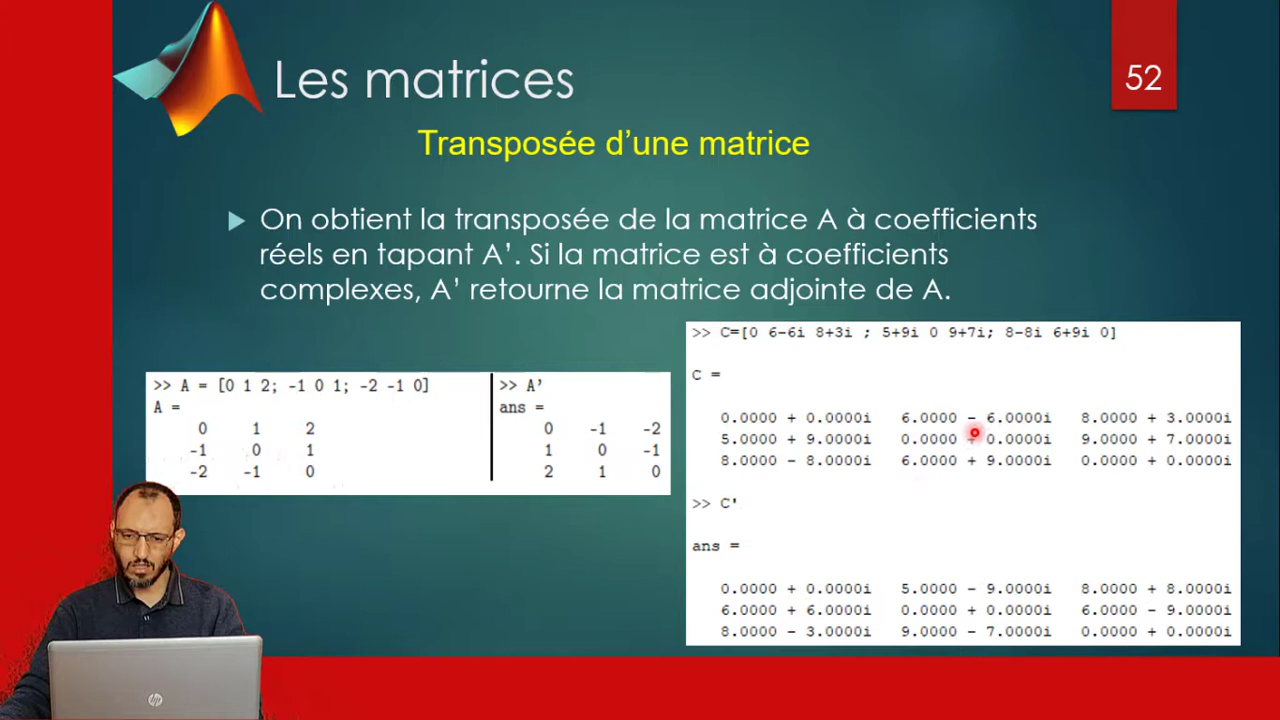 Les matrices
52
Transposée d’une matrice
On obtient la transposée de la matrice A à coefficients
réels en tapant A’. Si la matrice est à coefficients
complexes, A’ retourne la matrice adjointe de A.
>> A = [0 1 2; -1 0 1; -2 -1 0]
A =
0 1 2
-1 0 1
-2 -1 0
>> A’
ans =
0 -1 -2
1 0 -1
2 1 0
>> C=[0 6-6i 8+3i ; 5+9i 0 9+7i; 8-8i 6+9i 0]
C =
0.0000 + 0.0000i 6.0000 - 6.0000i 8.0000 + 3.0000i
5.0000 + 9.0000i 0.0000 + 0.0000i 9.0000 + 7.0000i
8.0000 - 8.0000i 6.0000 + 9.0000i 0.0000 + 0.0000i
>> C'
ans =
0.0000 + 0.0000i 5.0000 - 9.0000i 8.0000 + 8.0000i
6.0000 + 6.0000i 0.0000 + 0.0000i 6.0000 - 9.0000i
8.0000 - 3.0000i 9.0000 - 7.0000i 0.0000 + 0.0000i
hp